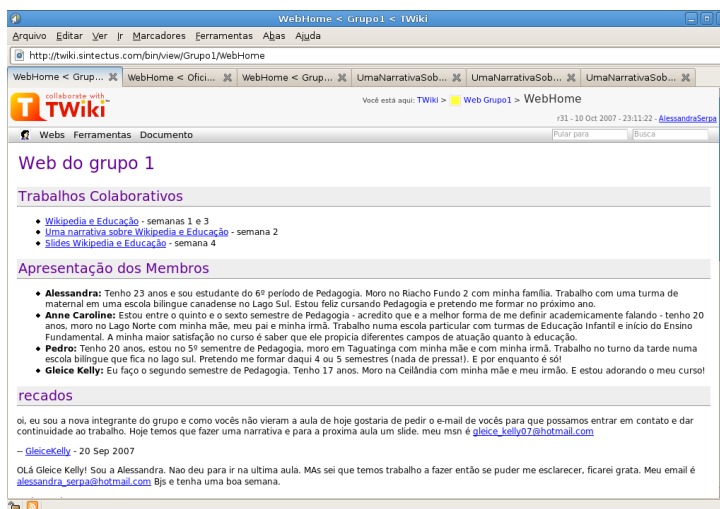 WebHome < Grupo1 < TWiki
Arquivo Editar Ver Ir Marcadores Ferramentas Abas Ajuda
http://twiki.sintectus.com/bin/view/Grupo1/WebHome
WebHome < Grup... WebHome < Ofici... WebHome < Grup... UmaNarrativaSob... UmaNarrativaSob... UmaNarrativaSob...
collaborate with
TWiki
Você está aqui: TWiki > Web Grupo1 > WebHome
r31 - 10 Oct 2007 - 23:11:22 - AlessandraSerpa
Webs Ferramentas Documento Pular para Busca
Web do grupo 1
Trabalhos Colaborativos
Wikipedia e Educação - semanas 1 e 3
Uma narrativa sobre Wikipedia e Educação - semana 2
Slides Wikipedia e Educação - semana 4
Apresentação dos Membros
Alessandra: Tenho 23 anos e sou estudante do 6º período de Pedagogia. Moro no Riacho Fundo 2 com minha família. Trabalho com uma turma de
maternal em uma escola bilingue canadense no Lago Sul. Estou feliz cursando Pedagogia e pretendo me formar no próximo ano.
Anne Caroline: Estou entre o quinto e o sexto semestre de Pedagogia - acredito que e a melhor forma de me definir academicamente falando - tenho 20
anos, moro no Lago Norte com minha mãe, meu pai e minha irmã. Trabalho numa escola particular com turmas de Educação Infantil e início do Ensino
Fundamental. A minha maior satisfação no curso é saber que ele propicia diferentes campos de atuação quanto à educação.
Pedro: Tenho 20 anos, estou no 5º sementre de Pedagogia, moro em Taguatinga com minha mãe e com minha irmã. Trabalho no turno da tarde numa
escola bilíngue que fica no lago sul. Pretendo me formar daqui 4 ou 5 semestres (nada de pressa!). E por enquanto é só!
Gleice Kelly: Eu faço o segundo semestre de Pedagogia. Tenho 17 anos. Moro na Ceilândia com minha mãe e meu irmão. E estou adorando o meu curso!
recados
oi, eu sou a nova integrante do grupo e como vocês não vieram a aula de hoje gostaria de pedir o e-mail de vocês para que possamos entrar em contato e dar
continuidade ao trabalho. Hoje temos que fazer uma narrativa e para a proxima aula um slide. meu msn é gleice_kelly07@hotmail.com
-- GleiceKelly - 20 Sep 2007
OLá Gleice Kelly! Sou a Alessandra. Nao deu para ir na ultima aula. MAs sei que temos trabalho a fazer então se puder me esclarecer, ficarei grata. Meu email é
alessandra_serpa@hotmail.com Bjs e tenha uma boa semana.